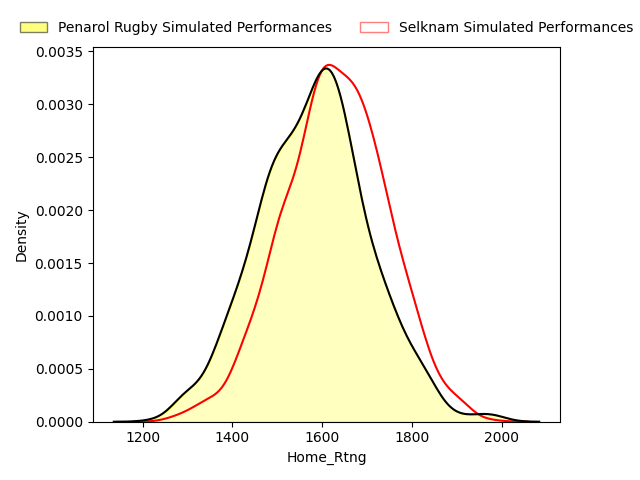 Penarol Rugby Simulated Performances
Selknam Simulated Performances
0.0035
0.0030
0.0025
0.0020
0.0015
0.0010
0.0005
0.0000
Density
1200 1400 1600 1800 2000
Home_Rtng